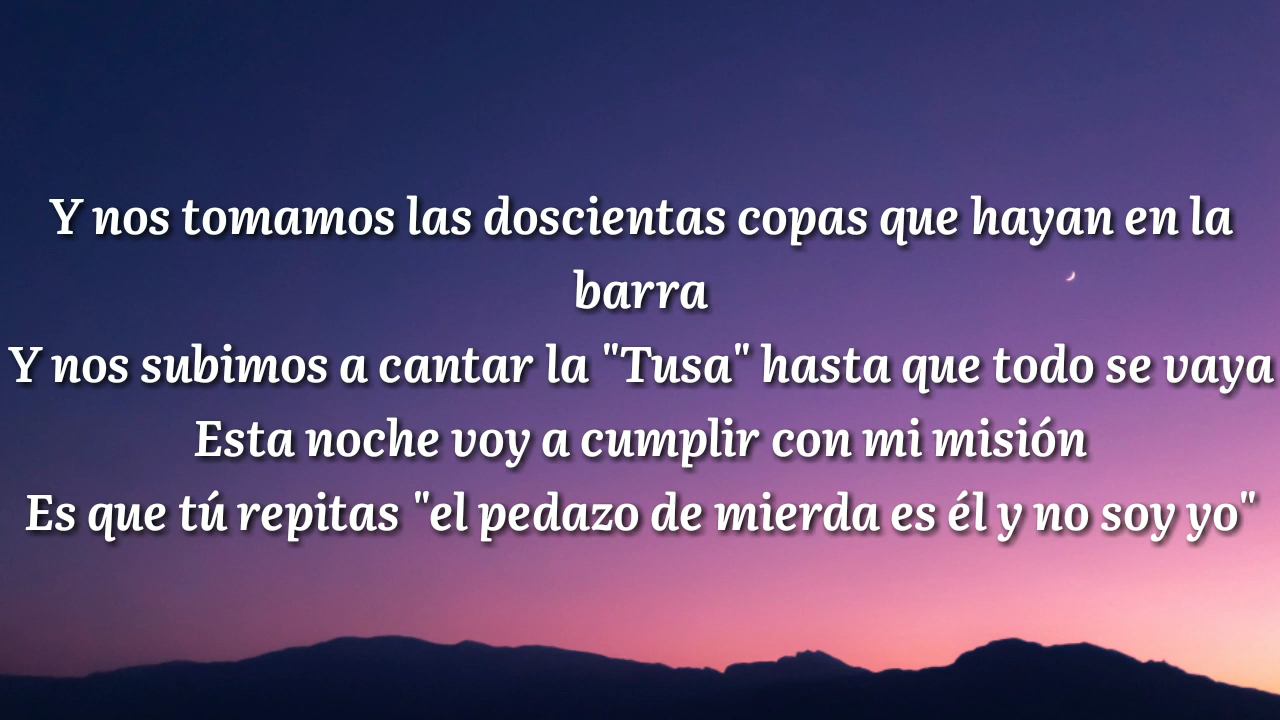 Y nos tomamos las doscientas copas que hayan en la
barra
Y nos subimos a cantar la "Tusa" hasta que todo se vaya
Esta noche voy a cumplir con mi misión
Es que tú repitas "el pedazo de mierda es él y no soy yo"